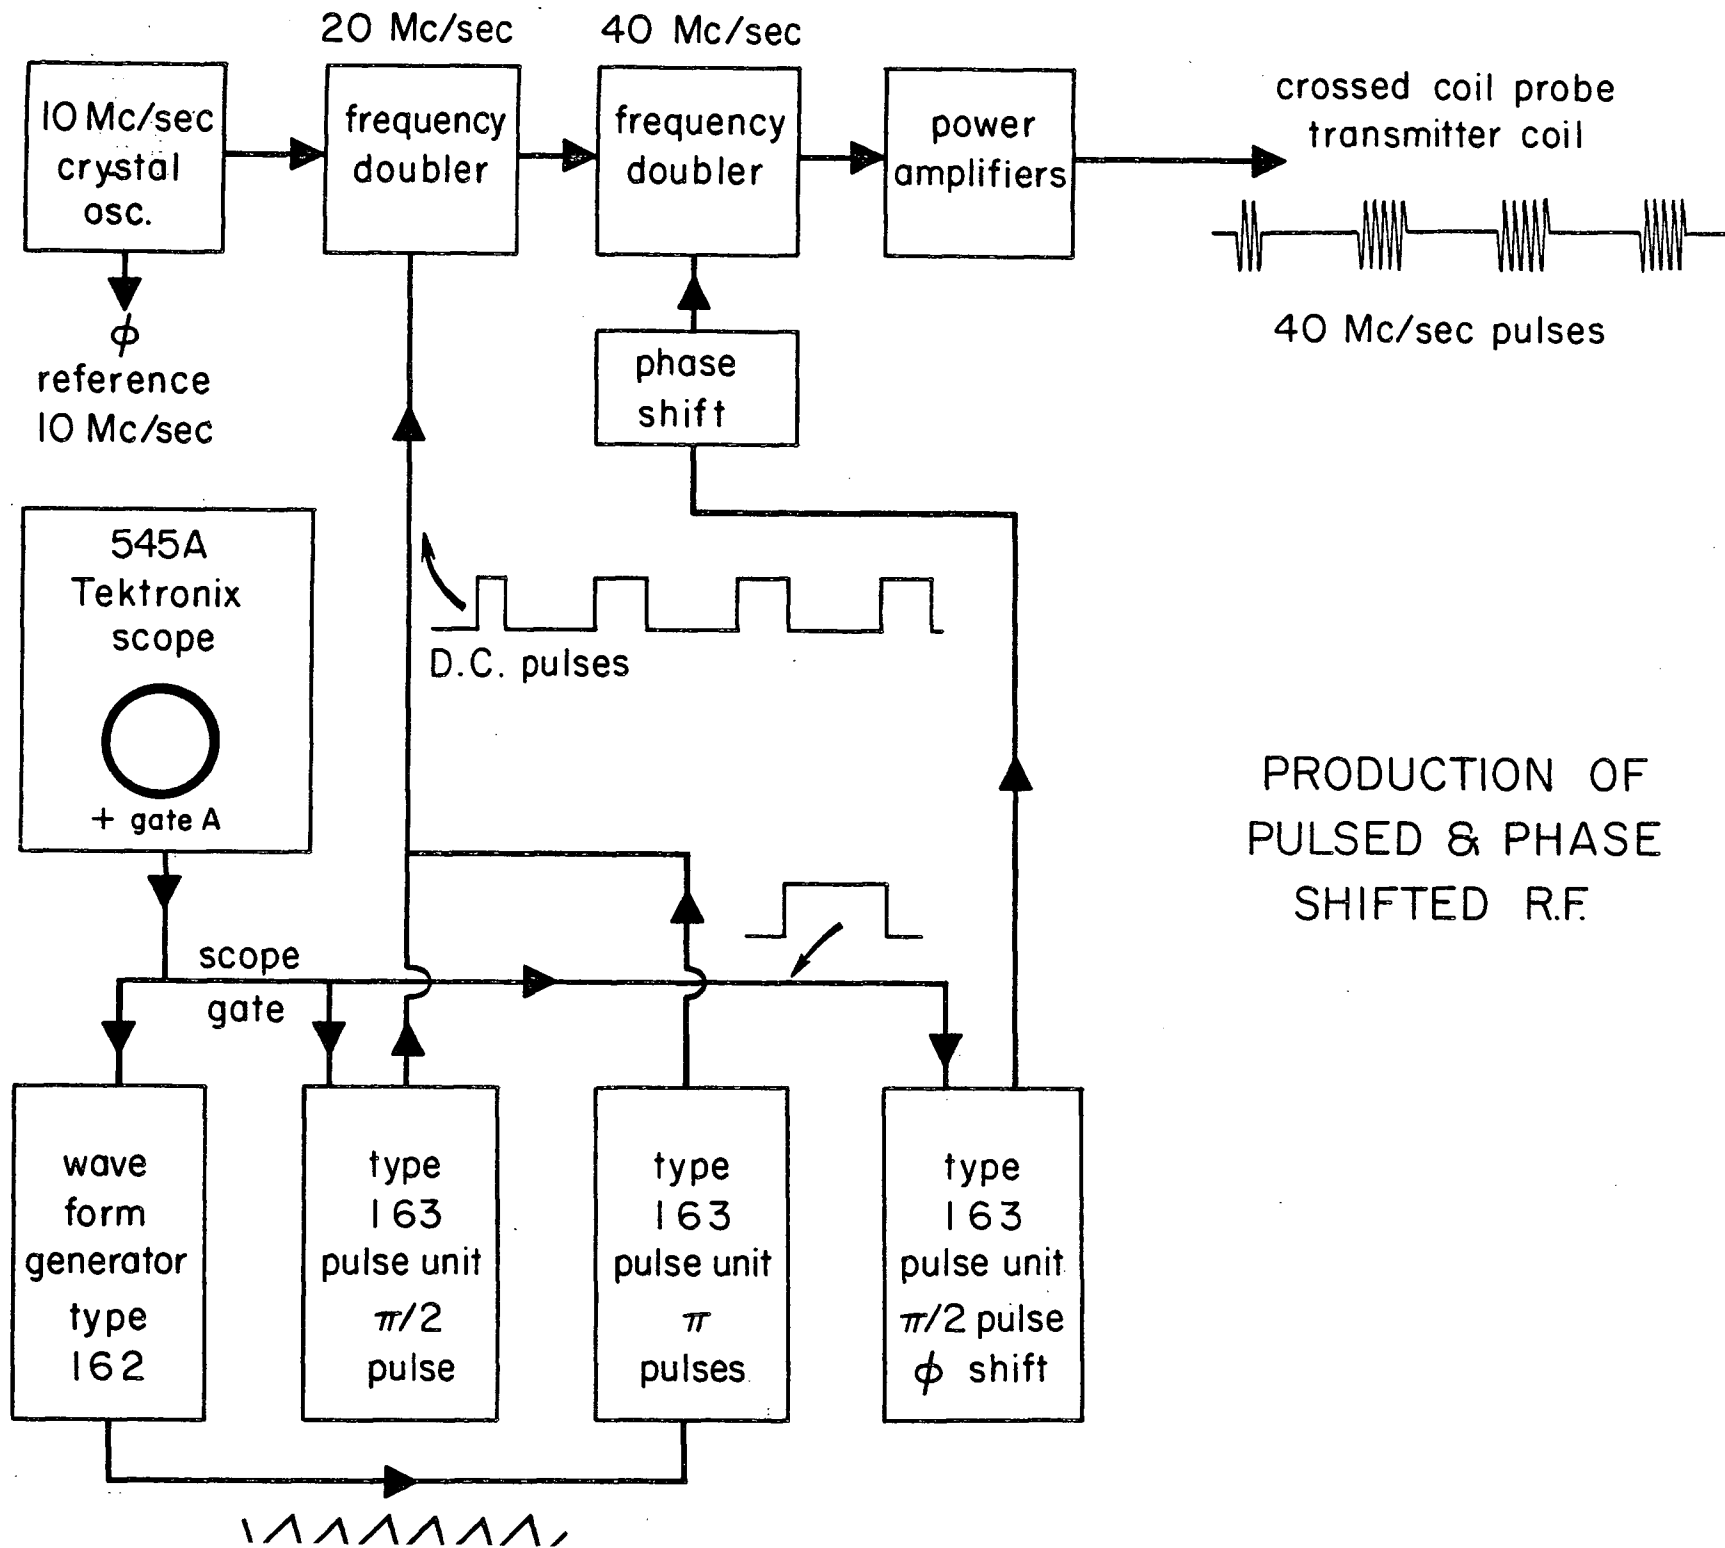 20 Mc/sec
40 Mc/sec
10 Mc/sec
crystal
osc.
frequency
doubler
frequency
doubler
power
amplifiers
crossed coil probe
transmitter coil
40 Mc/sec pulses
ϕ
reference
10 Mc/sec
phase
shift
545A
Tektronix
scope
+ gate A
D.C. pulses
PRODUCTION OF
PULSED & PHASE
SHIFTED R.F.
scope
gate
wave
form
generator
type
162
type
163
pulse unit
π/2
pulse
type
163
pulse unit
π
pulses
type
163
pulse unit
π/2 pulse
ϕ shift